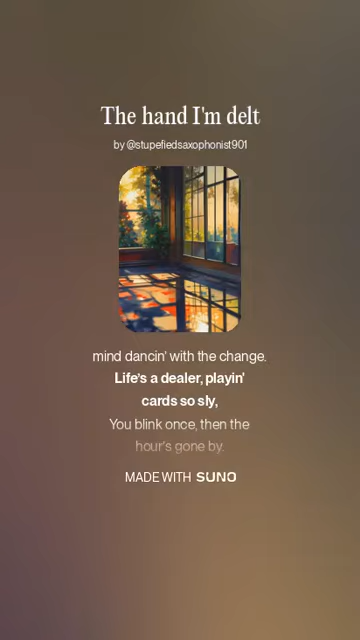 The hand I'm delt
by @stupefiedsaxophonist901
mind dancin' with the change.
Life's a dealer, playin'
cards so sly,
You blink once, then the
hour's gone by.
MADE WITH SUNO